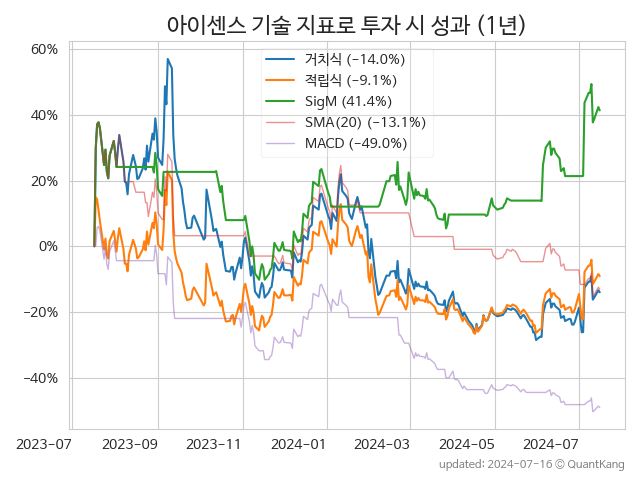 아이센스 기술 지표로 투자 시 성과 (1년)
60%
40%
20%
0%
−20%
−40%
거치식 (−14.0%)
적립식 (−9.1%)
SigM (41.4%)
SMA(20) (−13.1%)
MACD (−49.0%)
2023-07 2023-09 2023-11 2024-01 2024-03 2024-05 2024-07
updated: 2024-07-16 © QuantKang